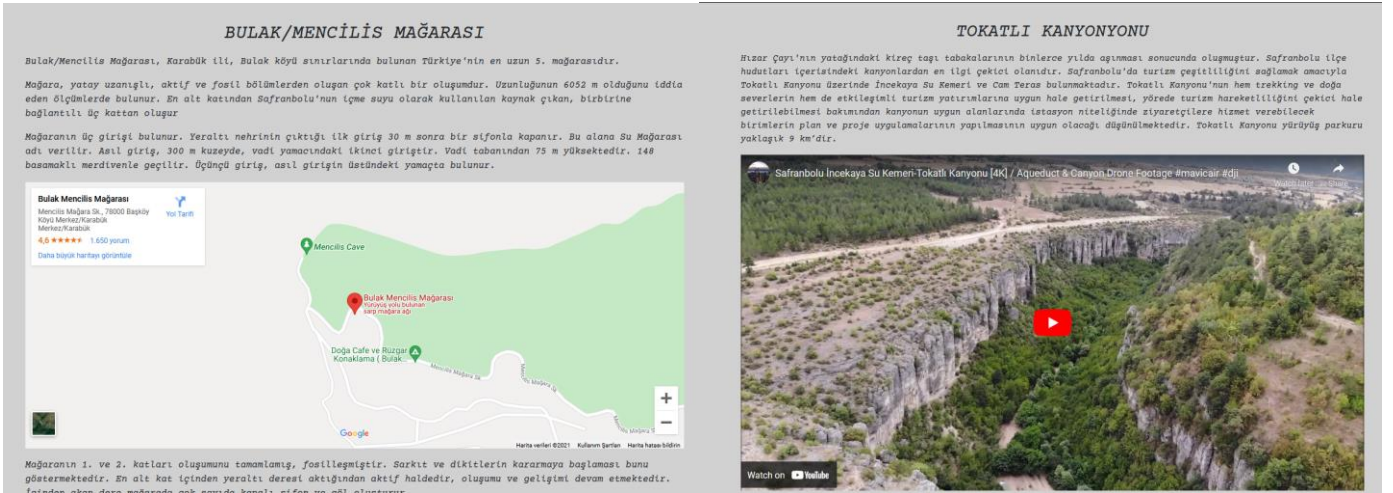 BULAK/MENCİLİS MAĞARASI
Bulak/Mencilis Mağarası, Karabük ili, Bulak köyü sınırlarında bulunan Türkiye'nin en uzun 5. mağarasıdır.
Mağara, yatay uzanışlı, aktif ve fosil bölümlerden oluşan çok katlı bir oluşumdur. Uzunluğunun 6052 m olduğunu iddia
eden ölçümlerde bulunur. En alt katından Safranbolu'nun içme suyu olarak kullanılan kaynak çıkan, birbirine
bağlantılı üç kattan oluşur
Mağaranın üç girişi bulunur. Yeraltı nehrinin çıktığı ilk giriş 30 m sonra bir sifonla kapanır. Bu alana Su Mağarası
adı verilir. Asıl giriş, 300 m kuzeyde, vadi yamacındaki ikinci giriştir. Vadi tabanından 75 m yüksektedir. 148
basamaklı merdivenle geçilir. Üçüncü giriş, asıl girişin üstündeki yamaçta bulunur.
Bulak Mencilis Mağarası
Mencilis Mağara Sk., 78000 Başköy
Köyü Merkez/Karabük
Merkez/Karabük
Yol Tarifi
4,6 ★★★★★ 1.650 yorum
Daha büyük haritayı görüntüle
Mencilis Cave
Bulak Mencilis Mağarası
Yürüyüş yolu bulunan
sarp mağara ağı
Doğa Cafe ve Rüzgar
Konaklama ( Bulak...
Mencilis Mağara Sk.
Google
Harita verileri ©2021 Kullanım Şartları Harita hatası bildirin
Mağaranın 1. ve 2. katları oluşumunu tamamlamış, fosilleşmiştir. Sarkıt ve dikitlerin kararmaya başlaması bunu
göstermektedir. En alt kat içinden yeraltı deresi aktığından aktif haldedir, oluşumu ve gelişimi devam etmektedir.
İçinden akan dere mağarada çok sayıda kapalı sifon ve göl oluşturur.
TOKATLI KANYONYONU
Hızar Çayı'nın yatağındaki kireç taşı tabakalarının binlerce yılda aşınması sonucunda oluşmuştur. Safranbolu ilçe
hudutları içerisindeki kanyonlardan en ilgi çekici olanıdır. Safranbolu'da turizm çeşitliliğini sağlamak amacıyla
Tokatlı Kanyonu üzerinde İncekaya Su Kemeri ve Cam Teras bulunmaktadır. Tokatlı Kanyonu'nun hem trekking ve doğa
severlerin hem de etkileşimli turizm yatırımlarına uygun hale getirilmesi, yörede turizm hareketliliğini çekici hale
getirilebilmesi bakımından kanyonun uygun alanlarında istasyon niteliğinde ziyaretçilere hizmet verebilecek
birimlerin plan ve proje uygulamalarının yapılmasının uygun olacağı düşünülmektedir. Tokatlı Kanyonu yürüyüş parkuru
yaklaşık 9 km'dir.
Safranbolu İncekaya Su Kemeri-Tokatlı Kanyonu [4K] / Aqueduct & Canyon Drone Footage #mavicair #dji
Watch later Share
Watch on YouTube